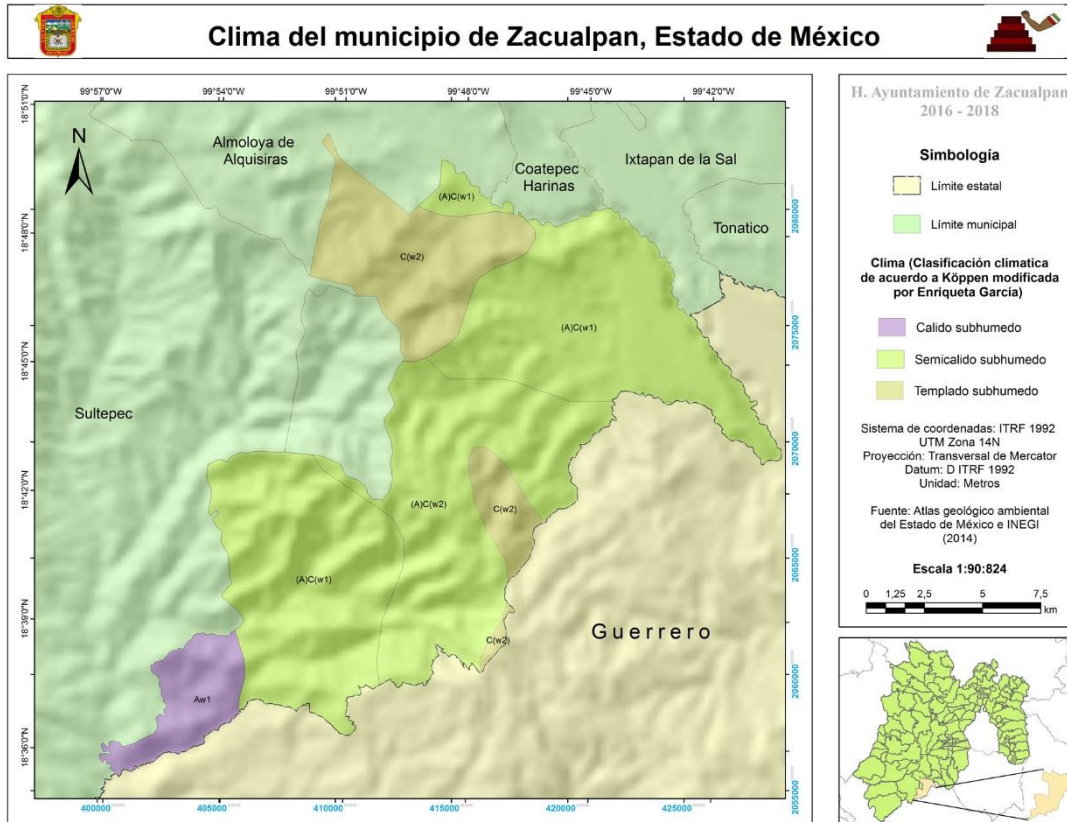 Clima del municipio de Zacualpan, Estado de México
99°57'0"W
99°54'0"W
99°51'0"W
99°48'0"W
99°45'0"W
99°42'0"W
18°51'0"N
18°48'0"N
18°45'0"N
18°42'0"N
18°39'0"N
18°36'0"N
N
Almoloya de
Alquisiras
Coatepec
Harinas
Ixtapan de la Sal
Tonatico
Sultepec
Guerrero
(A)C(w1)
C(w2)
(A)C(w1)
(A)C(w2)
C(w2)
(A)C(w1)
C(w2)
Aw1
2080000
2075000
2070000
2065000
2060000
2055000
400000
405000
410000
415000
420000
425000
H. Ayuntamiento de Zacualpan
2016 - 2018
Simbología
Límite estatal
Límite municipal
Clima (Clasificación climatica
de acuerdo a Köppen modificada
por Enriqueta García)
Calido subhumedo
Semicalido subhumedo
Templado subhumedo
Sistema de coordenadas: ITRF 1992
UTM Zona 14N
Proyección: Transversal de Mercator
Datum: D ITRF 1992
Unidad: Metros
Fuente: Atlas geológico ambiental
del Estado de México e INEGI
(2014)
Escala 1:90:824
0 1,25 2,5 5 7,5
km